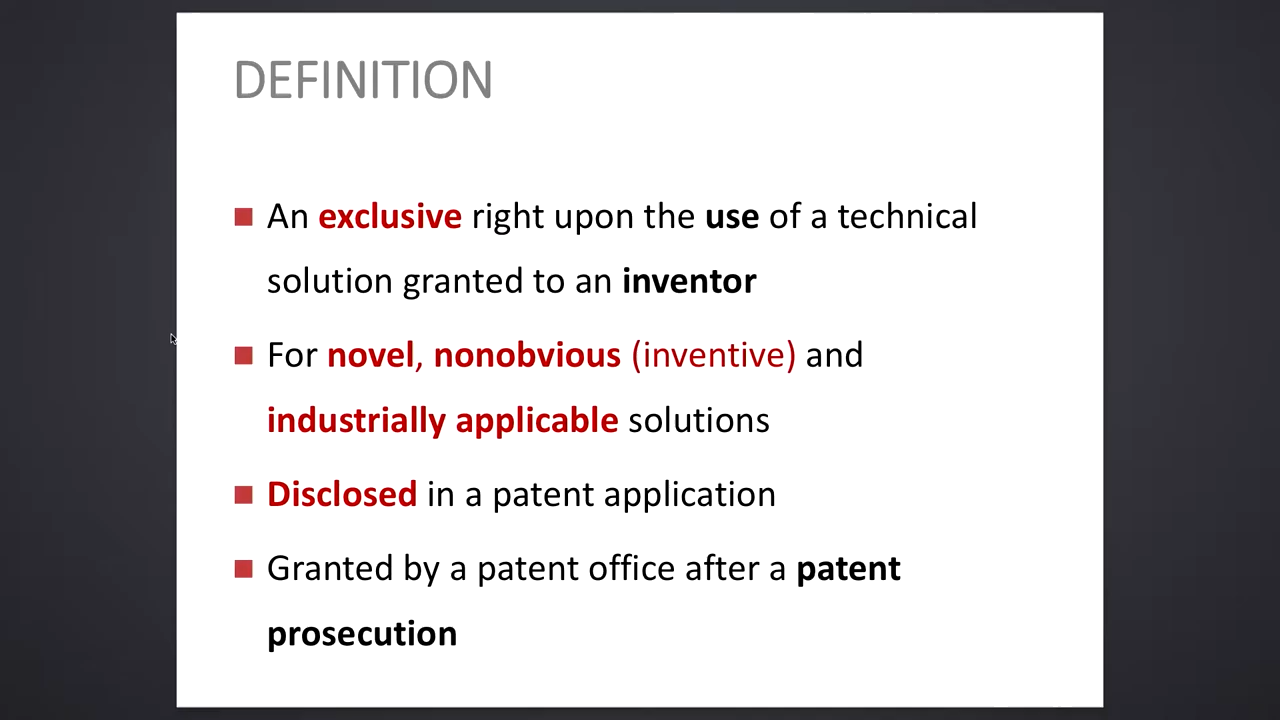 DEFINITION
An exclusive right upon the use of a technical
solution granted to an inventor
For novel, nonobvious (inventive) and
industrially applicable solutions
Disclosed in a patent application
Granted by a patent office after a patent
prosecution